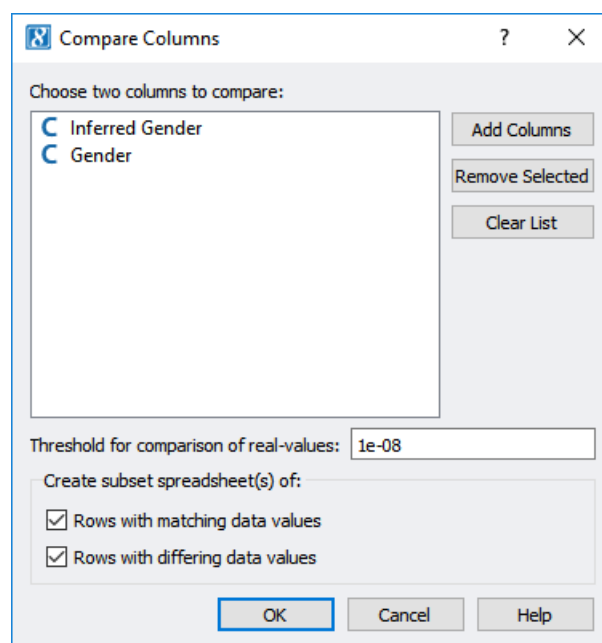 Compare Columns
?
Choose two columns to compare:
C Inferred Gender
C Gender
Add Columns
Remove Selected
Clear List
Threshold for comparison of real-values: 1e-08
Create subset spreadsheet(s) of:
Rows with matching data values
Rows with differing data values
OK Cancel Help